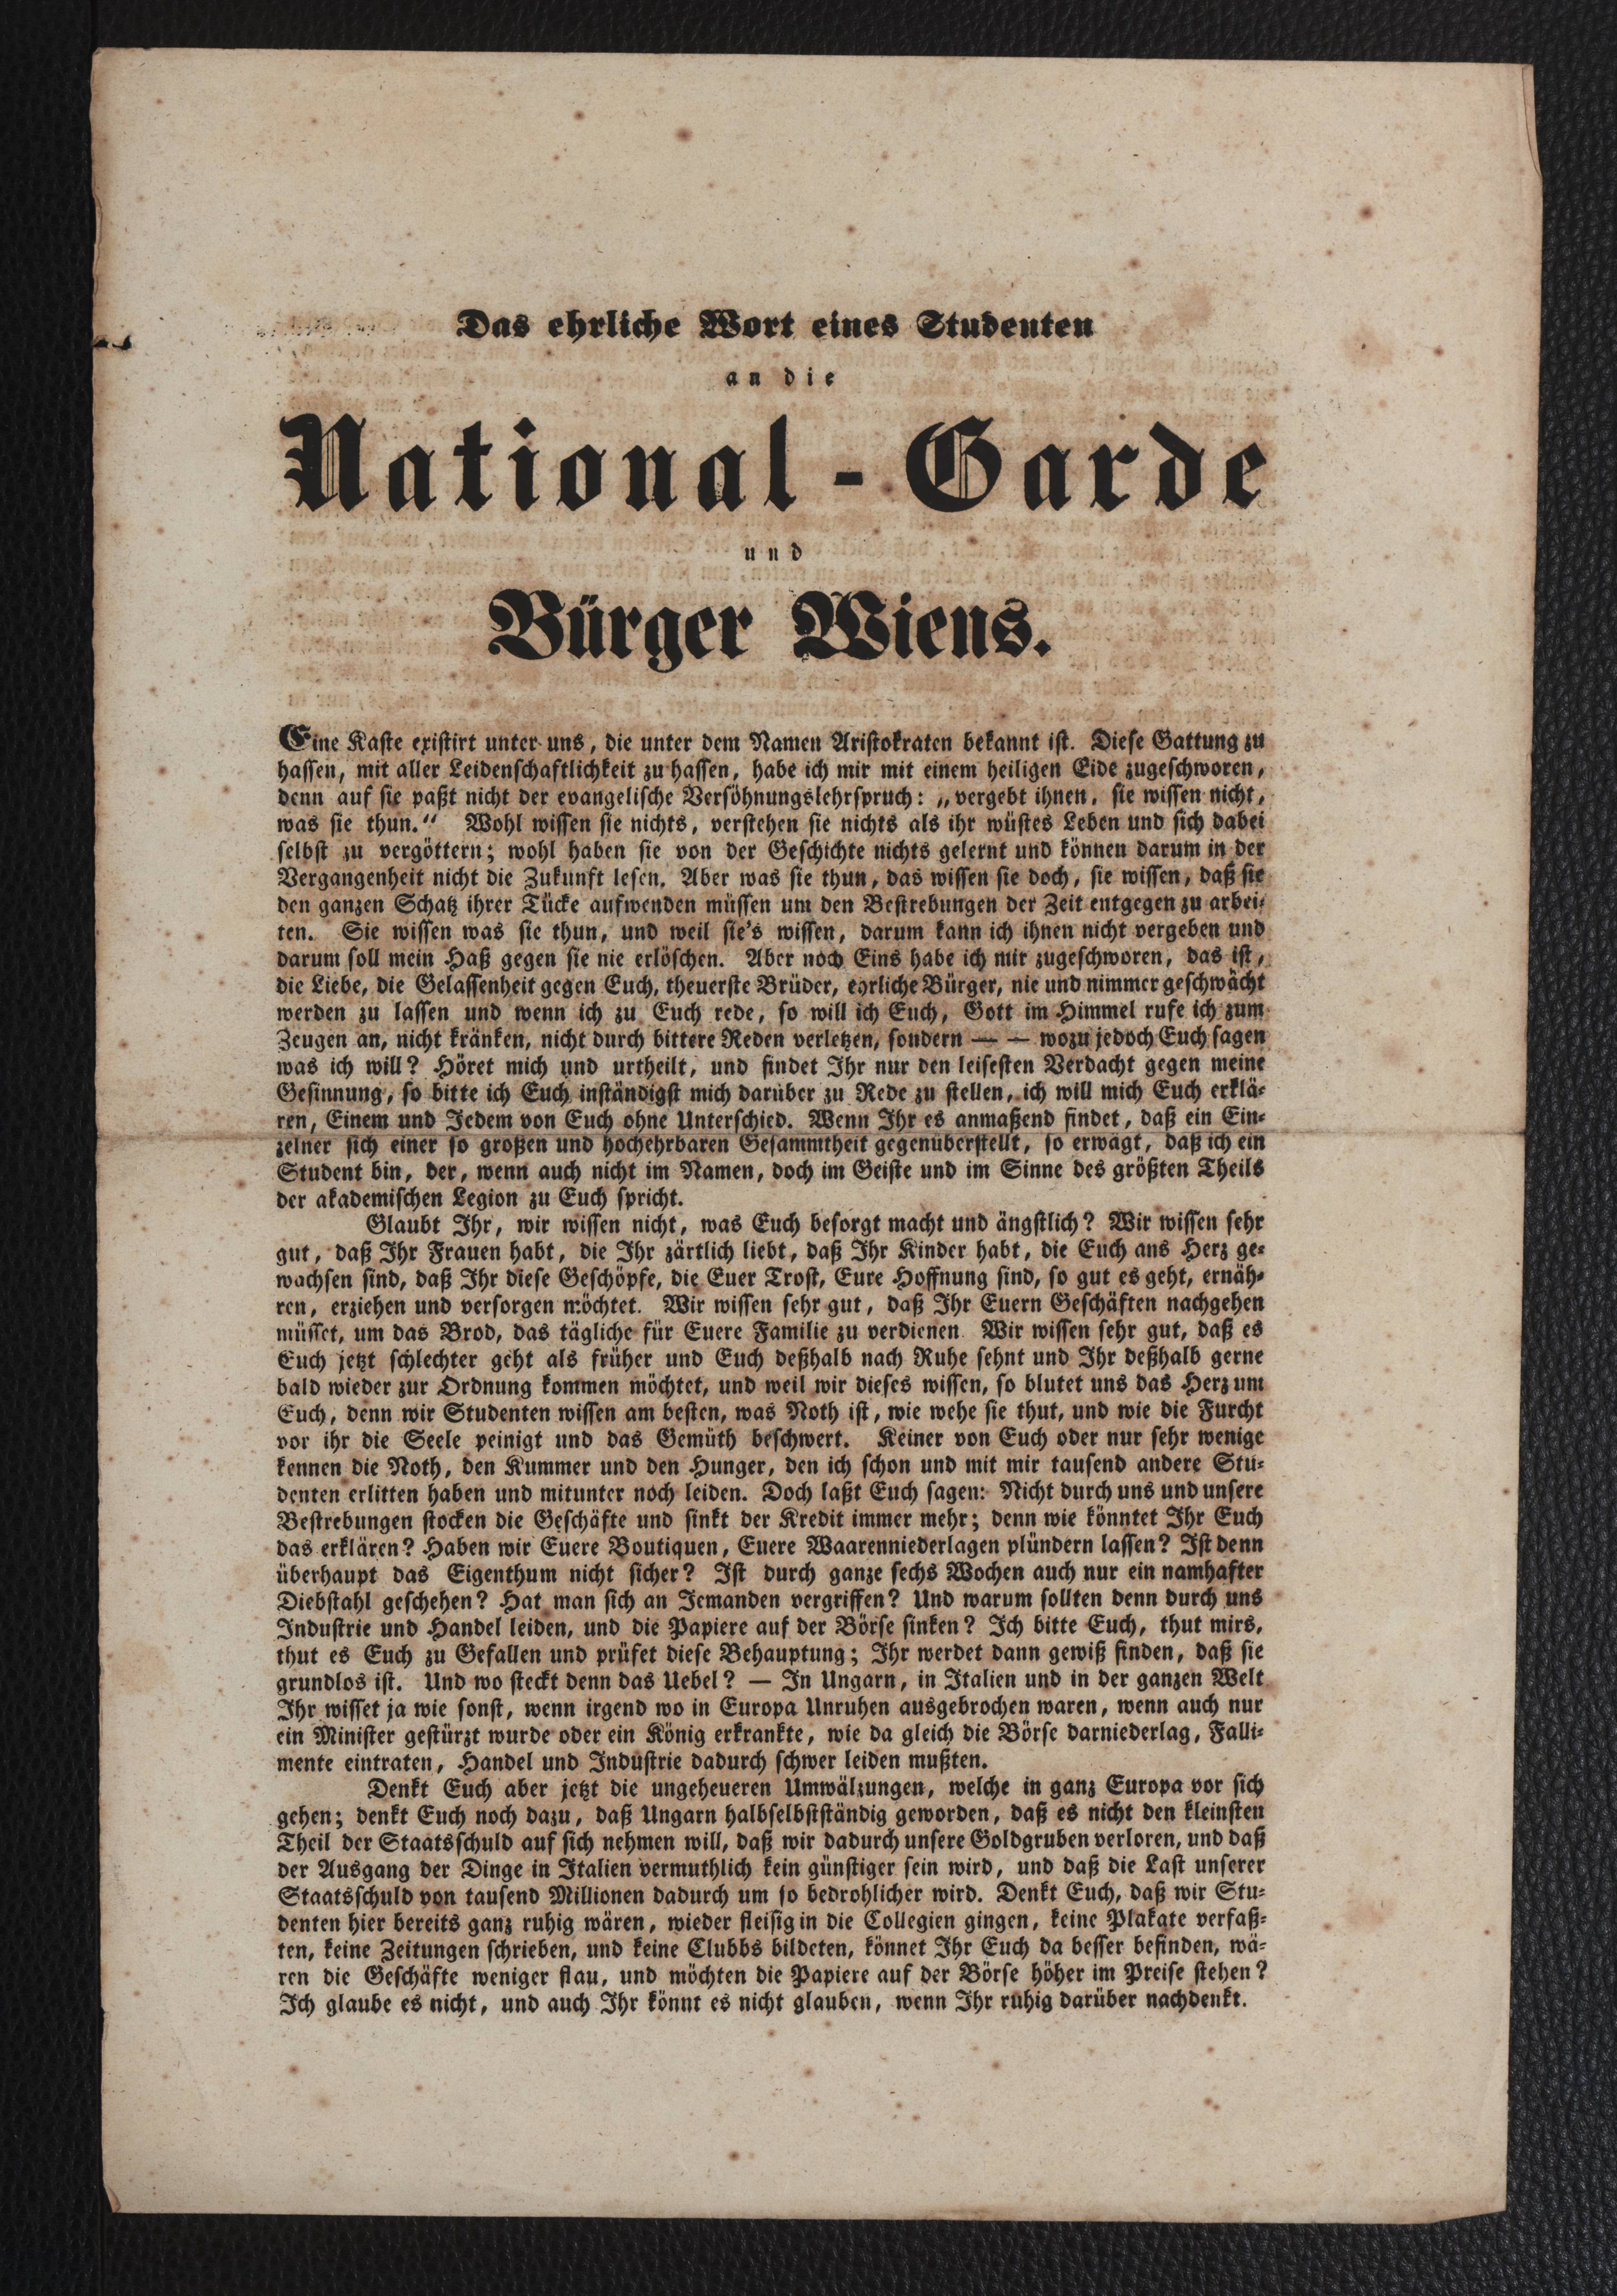 Das ehrliche Wort eines Studenten
an die
National-Garde
und
Bürger Wiens.
Eine Kaste existirt unter uns, die unter dem Namen Aristokraten bekannt ist. Diese Gattung zu
hassen, mit aller Leidenschaftlichkeit zu hassen, habe ich mir mit einem heiligen Eide zugeschworen,
denn auf sie paßt nicht der evangelische Versöhnungslehrspruch: „vergebt ihnen, sie wissen nicht,
was sie thun.“ Wohl wissen sie nichts, verstehen sie nichts als ihr wüstes Leben und sich dabei
selbst zu vergöttern; wohl haben sie von der Geschichte nichts gelernt und können darum in der
Vergangenheit nicht die Zukunft lesen. Aber was sie thun, das wissen sie doch, sie wissen, daß sie
den ganzen Schatz ihrer Tücke aufwenden müssen um den Bestrebungen der Zeit entgegen zu arbei-
ten. Sie wissen was sie thun, und weil sie's wissen, darum kann ich ihnen nicht vergeben und
darum soll mein Haß gegen sie nie erlöschen. Aber noch Eins habe ich mir zugeschworen, das ist,
die Liebe, die Gelassenheit gegen Euch, theuerste Brüder, ehrliche Bürger, nie und nimmer geschwächt
werden zu lassen und wenn ich zu Euch rede, so will ich Euch, Gott im Himmel rufe ich zum
Zeugen an, nicht kränken, nicht durch bittere Reden verletzen, sondern — — wozu jedoch Euch sagen
was ich will? Höret mich und urtheilt, und findet Ihr nur den leisesten Verdacht gegen meine
Gesinnung, so bitte ich Euch inständigst mich darüber zu Rede zu stellen, ich will mich Euch erklä-
ren, Einem und Jedem von Euch ohne Unterschied. Wenn Ihr es anmaßend findet, daß ein Ein-
zelner sich einer so großen und hochehrbaren Gesammtheit gegenüberstellt, so erwägt, daß ich ein
Student bin, der, wenn auch nicht im Namen, doch im Geiste und im Sinne des größten Theils
der akademischen Legion zu Euch spricht.
Glaubt Ihr, wir wissen nicht, was Euch besorgt macht und ängstlich? Wir wissen sehr
gut, daß Ihr Frauen habt, die Ihr zärtlich liebt, daß Ihr Kinder habt, die Euch ans Herz ge-
wachsen sind, daß Ihr diese Geschöpfe, die Euer Trost, Eure Hoffnung sind, so gut es geht, ernäh-
ren, erziehen und versorgen möchtet. Wir wissen sehr gut, daß Ihr Euern Geschäften nachgehen
müsset, um das Brod, das tägliche für Euere Familie zu verdienen Wir wissen sehr gut, daß es
Euch jetzt schlechter geht als früher und Euch deßhalb nach Ruhe sehnt und Ihr deßhalb gerne
bald wieder zur Ordnung kommen möchtet, und weil wir dieses wissen, so blutet uns das Herz um
Euch, denn wir Studenten wissen am besten, was Noth ist, wie wehe sie thut, und wie die Furcht
vor ihr die Seele peinigt und das Gemüth beschwert. Keiner von Euch oder nur sehr wenige
kennen die Noth, den Kummer und den Hunger, den ich schon und mit mir tausend andere Stu-
denten erlitten haben und mitunter noch leiden. Doch laßt Euch sagen: Nicht durch uns und unsere
Bestrebungen stocken die Geschäfte und sinkt der Kredit immer mehr; denn wie könntet Ihr Euch
das erklären? Haben wir Euere Boutiquen, Euere Waarenniederlagen plündern lassen? Ist denn
überhaupt das Eigenthum nicht sicher? Ist durch ganze sechs Wochen auch nur ein namhafter
Diebstahl geschehen? Hat man sich an Jemanden vergriffen? Und warum sollten denn durch uns
Industrie und Handel leiden, und die Papiere auf der Börse sinken? Ich bitte Euch, thut mirs,
thut es Euch zu Gefallen und prüfet diese Behauptung; Ihr werdet dann gewiß finden, daß sie
grundlos ist. Und wo steckt denn das Uebel? — In Ungarn, in Italien und in der ganzen Welt
Ihr wisset ja wie sonst, wenn irgend wo in Europa Unruhen ausgebrochen waren, wenn auch nur
ein Minister gestürzt wurde oder ein König erkrankte, wie da gleich die Börse darniederlag, Falli-
mente eintraten, Handel und Industrie dadurch schwer leiden mußten.
Denkt Euch aber jetzt die ungeheueren Umwälzungen, welche in ganz Europa vor sich
gehen; denkt Euch noch dazu, daß Ungarn halbselbstständig geworden, daß es nicht den kleinsten
Theil der Staatsschuld auf sich nehmen will, daß wir dadurch unsere Goldgruben verloren, und daß
der Ausgang der Dinge in Italien vermuthlich kein günstiger sein wird, und daß die Last unserer
Staatsschuld von tausend Millionen dadurch um so bedrohlicher wird. Denkt Euch, daß wir Stu-
denten hier bereits ganz ruhig wären, wieder fleisig in die Collegien gingen, keine Plakate verfaß-
ten, keine Zeitungen schrieben, und keine Clubbs bildeten, könnet Ihr Euch da besser befinden, wä-
ren die Geschäfte weniger flau, und möchten die Papiere auf der Börse höher im Preise stehen?
Ich glaube es nicht, und auch Ihr könnt es nicht glauben, wenn Ihr ruhig darüber nachdenkt.